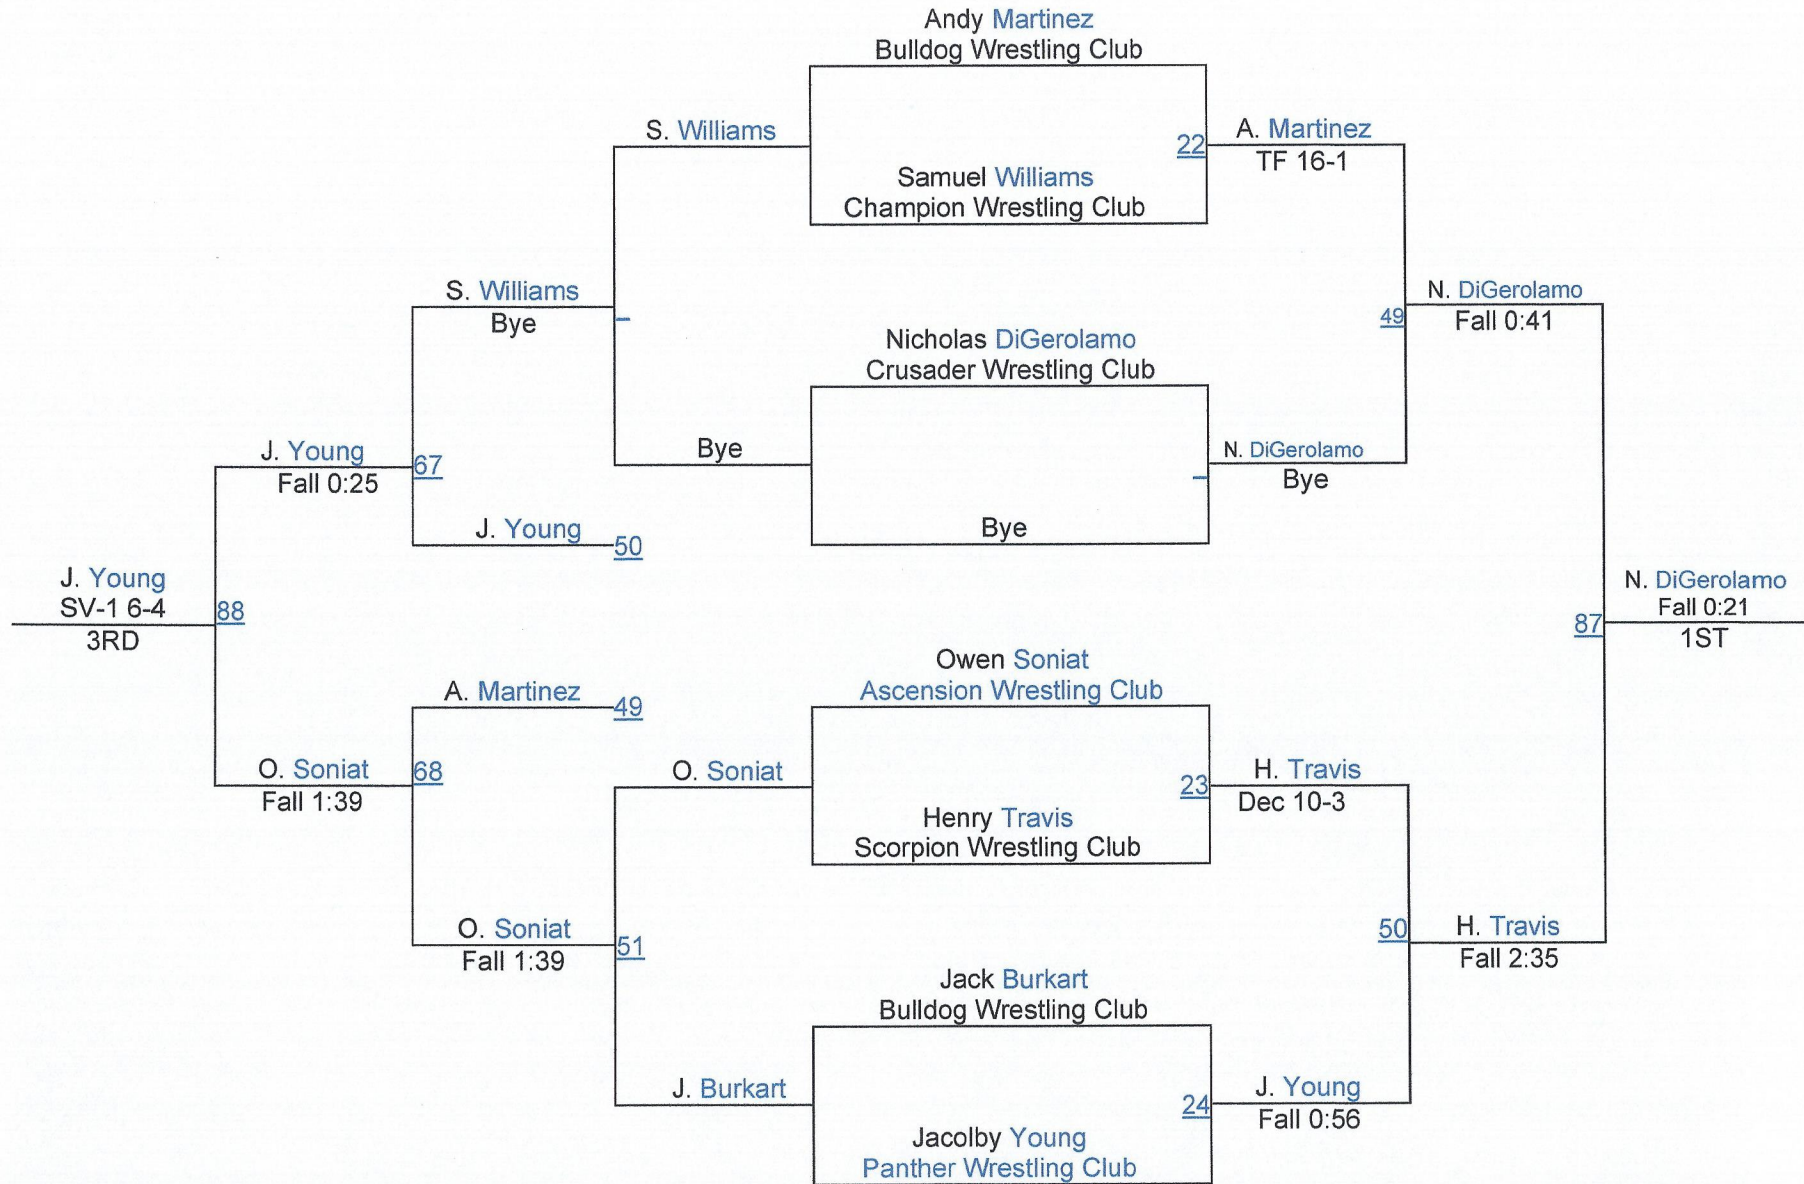 Andy Martinez
Bulldog Wrestling Club
S. Williams
22
A. Martinez
TF 16-1
Samuel Williams
Champion Wrestling Club
S. Williams
Bye
Nicholas DiGerolamo
Crusader Wrestling Club
49
N. DiGerolamo
Fall 0:41
J. Young
Fall 0:25
67
Bye
N. DiGerolamo
Bye
J. Young
50
Bye
J. Young
SV-1 6-4
3RD
88
87
N. DiGerolamo
Fall 0:21
1ST
A. Martinez
49
Owen Soniat
Ascension Wrestling Club
O. Soniat
Fall 1:39
68
O. Soniat
23
H. Travis
Dec 10-3
Henry Travis
Scorpion Wrestling Club
O. Soniat
Fall 1:39
51
50
H. Travis
Fall 2:35
Jack Burkart
Bulldog Wrestling Club
J. Burkart
24
J. Young
Fall 0:56
Jacolby Young
Panther Wrestling Club